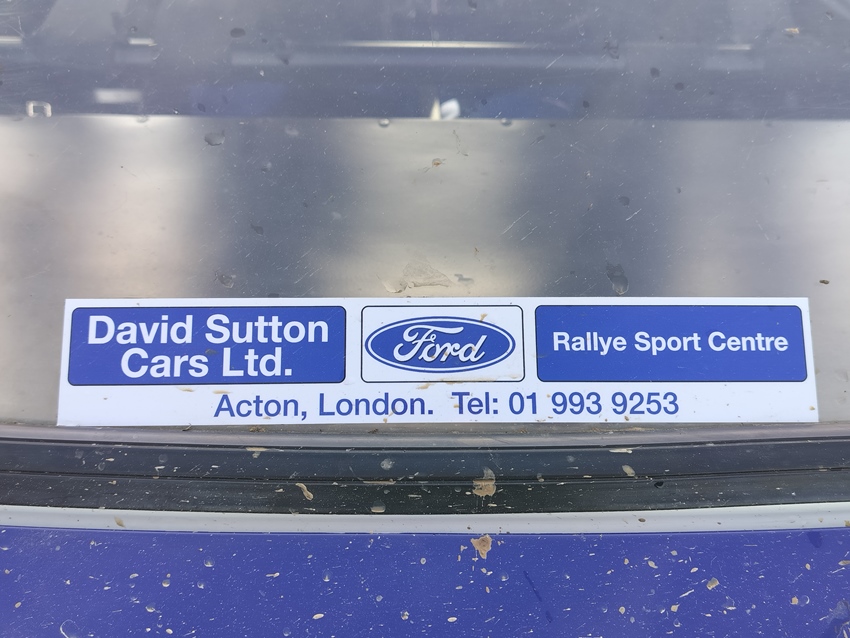 David Sutton
Cars Ltd.
Ford
Rallye Sport Centre
Acton, London. Tel: 01 993 9253